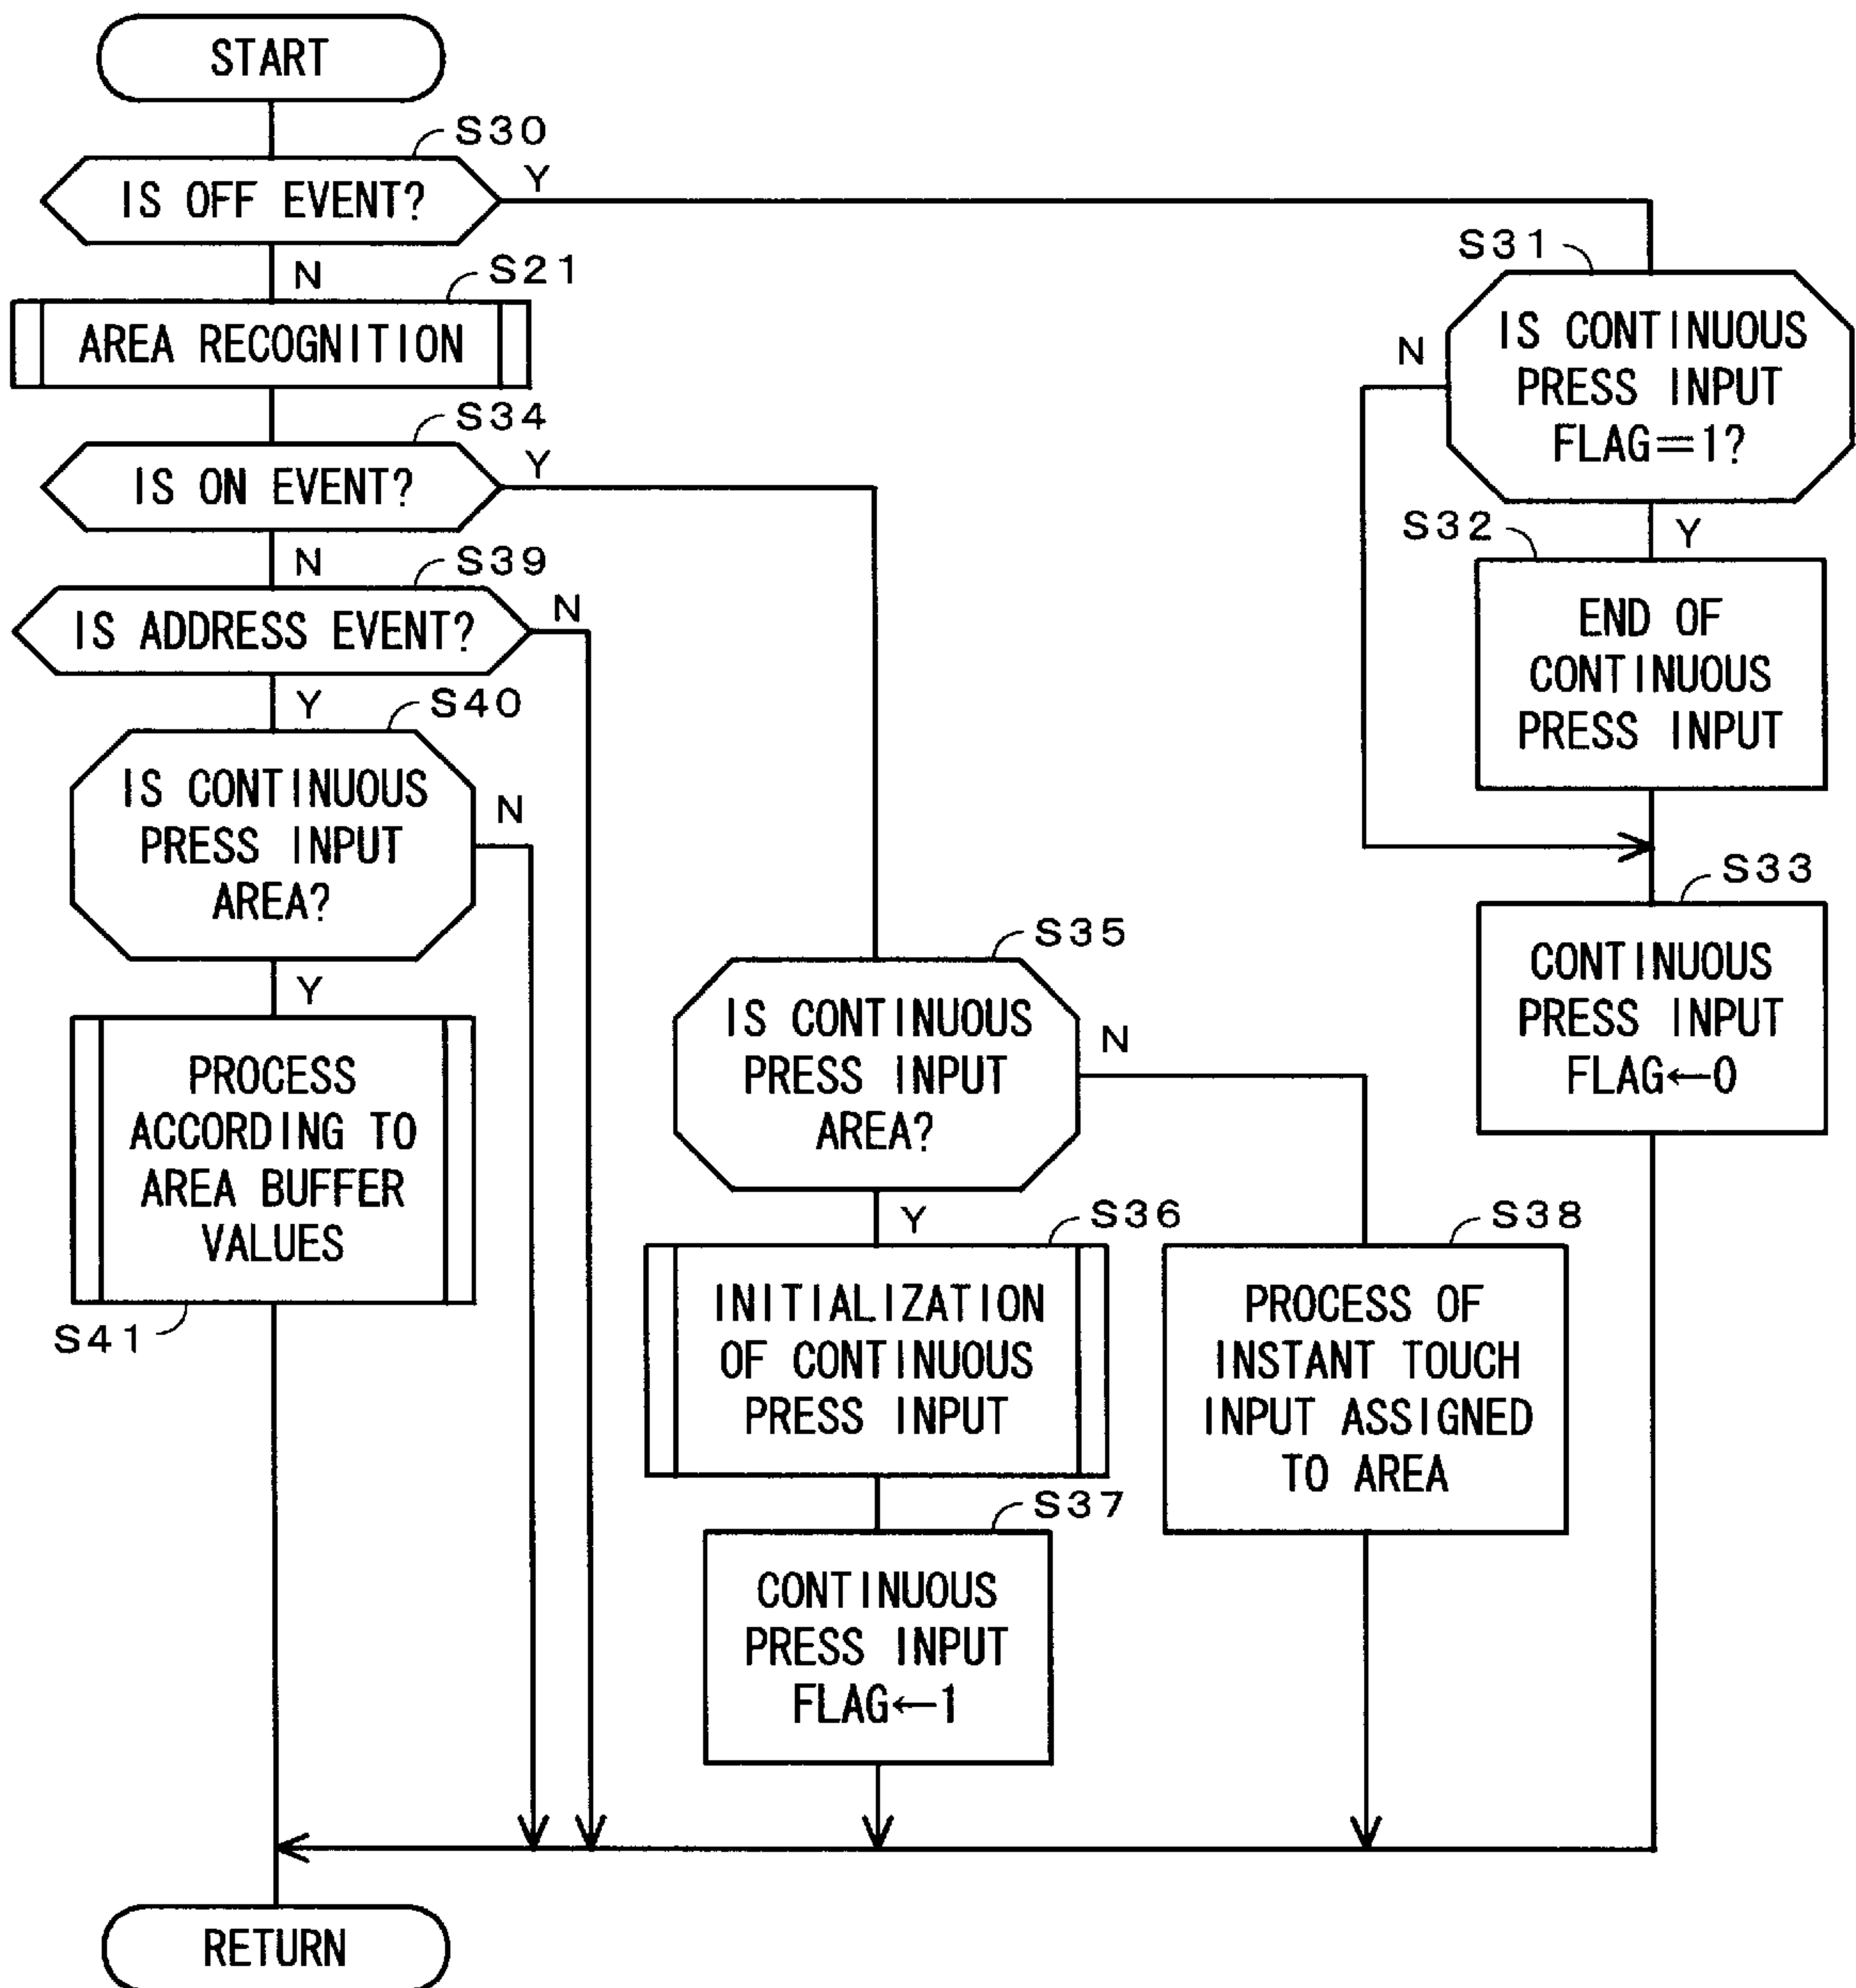 START
S30
IS OFF EVENT?
Y
N
S21
AREA RECOGNITION
S34
IS ON EVENT?
Y
N
S39
IS ADDRESS EVENT?
N
Y
S40
IS CONTINUOUS
PRESS INPUT
AREA?
N
Y
PROCESS
ACCORDING TO
AREA BUFFER
VALUES
S41
S35
IS CONTINUOUS
PRESS INPUT
AREA?
N
Y
S36
INITIALIZATION
OF CONTINUOUS
PRESS INPUT
S37
CONTINUOUS
PRESS INPUT
FLAG←1
S38
PROCESS OF
INSTANT TOUCH
INPUT ASSIGNED
TO AREA
S31
IS CONTINUOUS
PRESS INPUT
FLAG=1?
N
Y
S32
END OF
CONTINUOUS
PRESS INPUT
S33
CONTINUOUS
PRESS INPUT
FLAG←0
RETURN